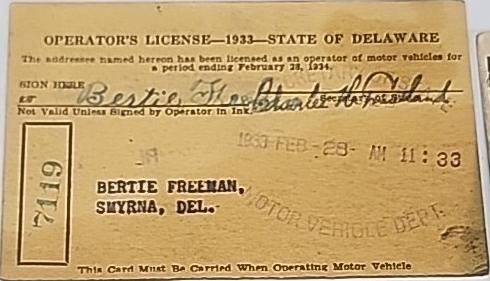 OPERATOR'S LICENSE—1933—STATE OF DELAWARE
The addressee named hereon has been licensed as an operator of motor vehicles for
a period ending February 28, 1934.
SIGN HERE
Bertie Freeman
Secretary of State
Not Valid Unless Signed by Operator in Ink.
1933 FEB -28- AM 11:33
7119
BERTIE FREEMAN,
SMYRNA, DEL.
MOTOR VEHICLE DEPT.
This Card Must Be Carried When Operating Motor Vehicle